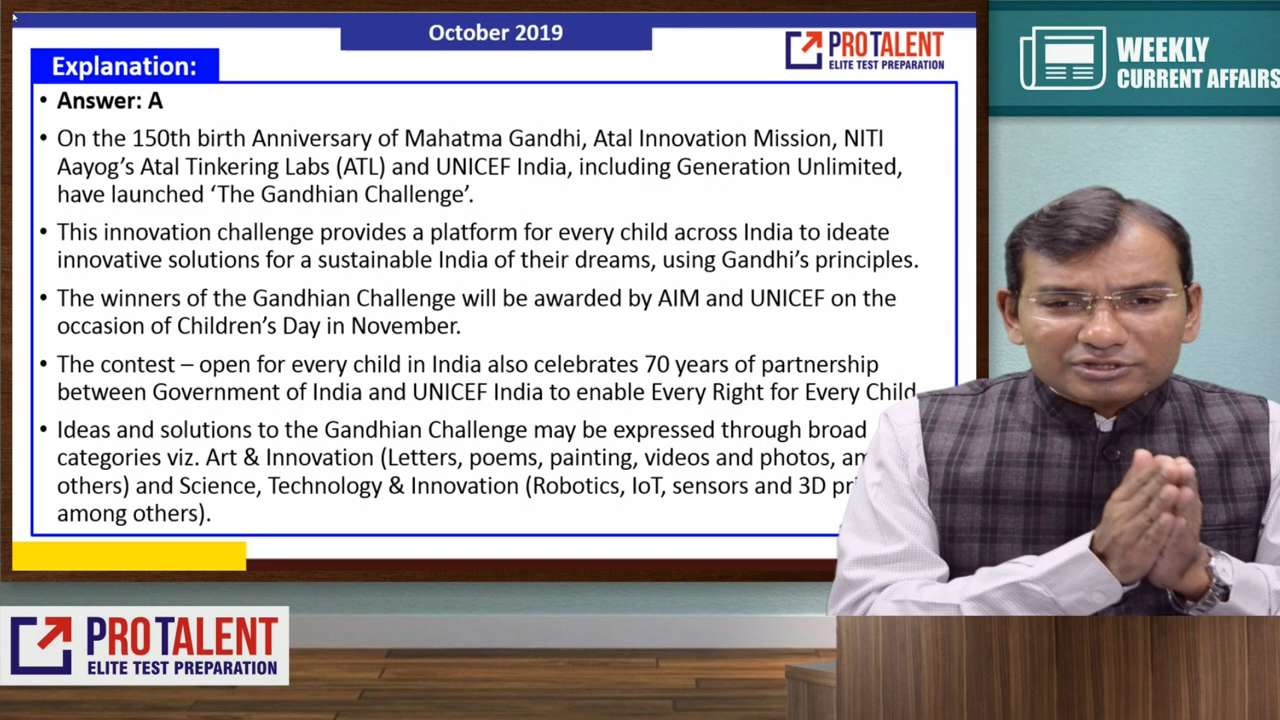 October 2019
PROTALENT
ELITE TEST PREPARATION
WEEKLY
CURRENT AFFAIRS
Explanation:
• Answer: A
• On the 150th birth Anniversary of Mahatma Gandhi, Atal Innovation Mission, NITI
Aayog’s Atal Tinkering Labs (ATL) and UNICEF India, including Generation Unlimited,
have launched ‘The Gandhian Challenge’.
• This innovation challenge provides a platform for every child across India to ideate
innovative solutions for a sustainable India of their dreams, using Gandhi’s principles.
• The winners of the Gandhian Challenge will be awarded by AIM and UNICEF on the
occasion of Children’s Day in November.
• The contest – open for every child in India also celebrates 70 years of partnership
between Government of India and UNICEF India to enable Every Right for Every Child
• Ideas and solutions to the Gandhian Challenge may be expressed through broad
categories viz. Art & Innovation (Letters, poems, painting, videos and photos,
others) and Science, Technology & Innovation (Robotics, IoT, sensors and 3D
among others).
PROTALENT
ELITE TEST PREPARATION